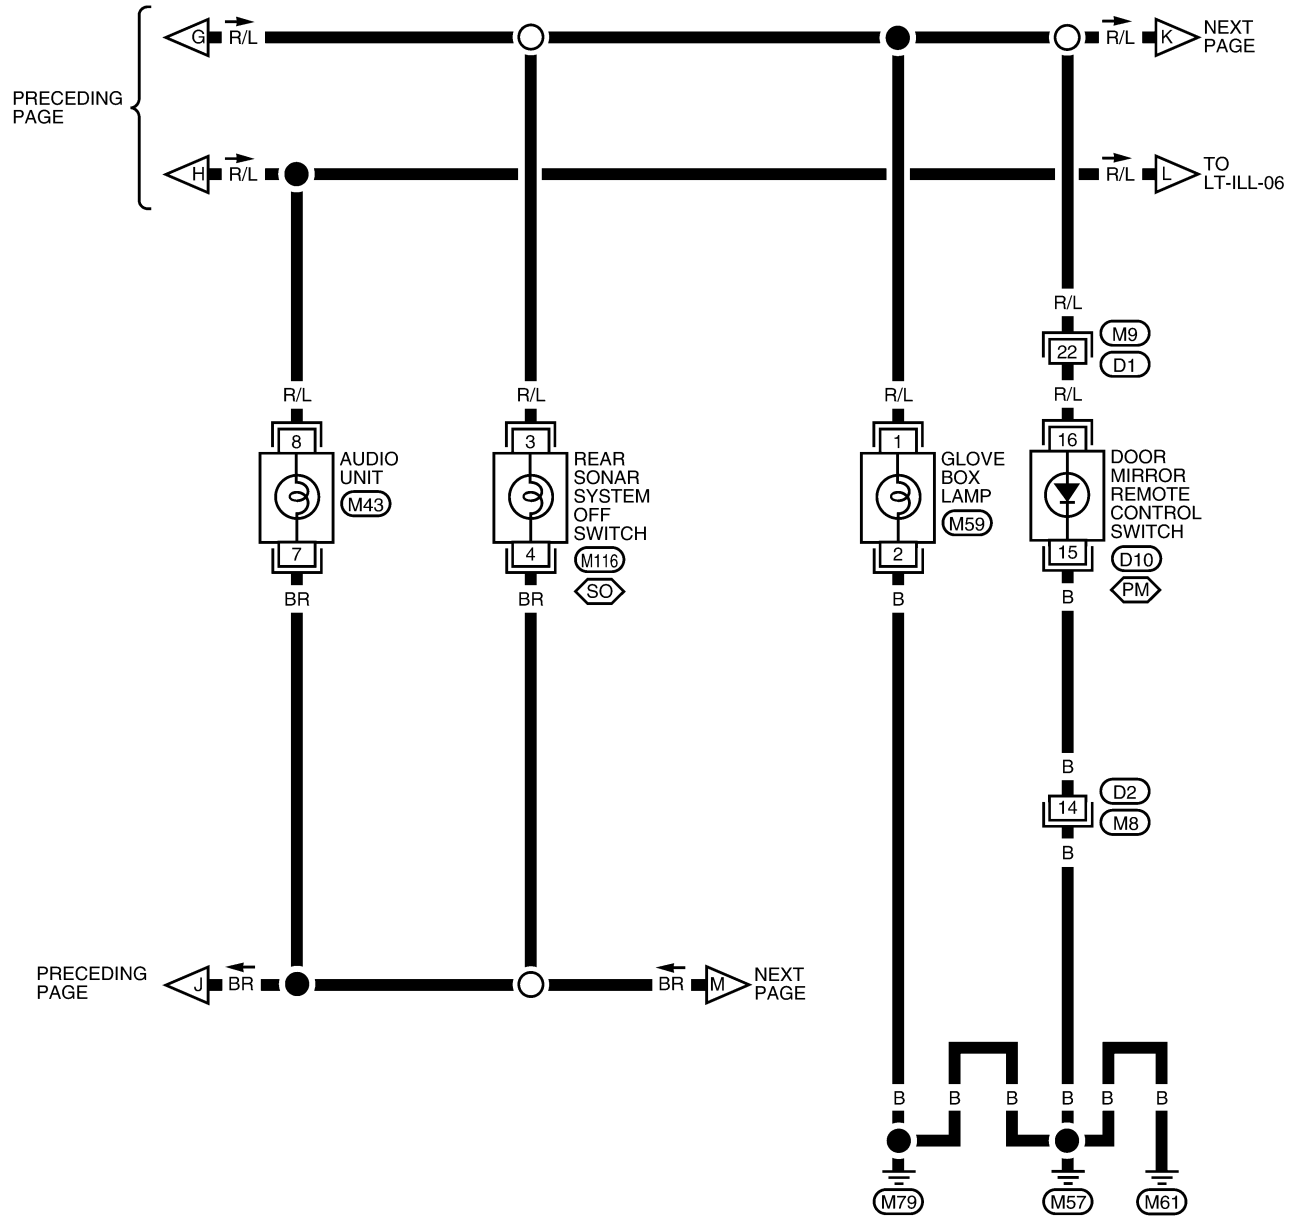 G
R/L
R/L
K
NEXT
PAGE
PRECEDING
PAGE
H
R/L
R/L
L
TO
LT-ILL-06
R/L
22
M9
D1
R/L
R/L
R/L
R/L
8
AUDIO
UNIT
M43
7
BR
3
REAR
SONAR
SYSTEM
OFF
SWITCH
M116
SO
4
BR
1
GLOVE
BOX
LAMP
M59
2
B
16
DOOR
MIRROR
REMOTE
CONTROL
SWITCH
D10
PM
15
B
B
14
D2
M8
B
PRECEDING
PAGE
J
BR
BR
M
NEXT
PAGE
B
B
B
B
B
B
M79
M57
M61